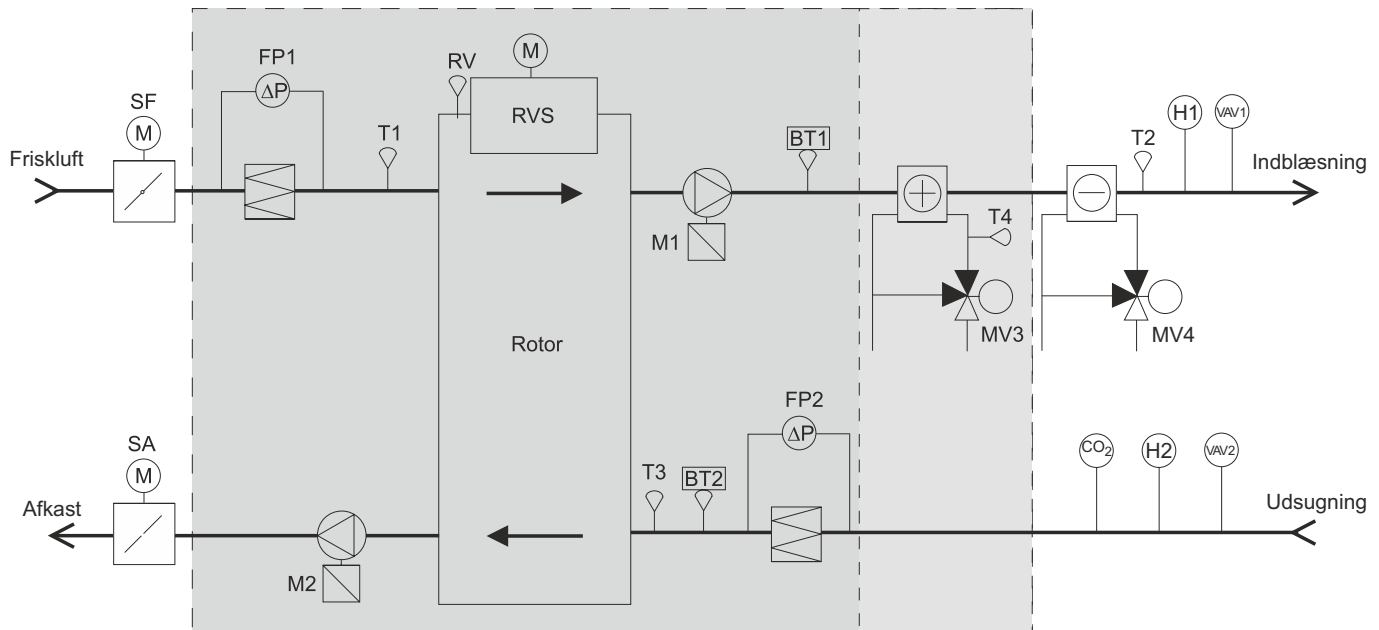 FP1
ΔP
SF
M
Friskluft
T1
RV
M
RVS
BT1
M1
T2
H1
VAV1
Indblæsning
T4
MV3
MV4
Rotor
FP2
ΔP
SA
M
Afkast
M2
T3
BT2
CO2
H2
VAV2
Udsugning